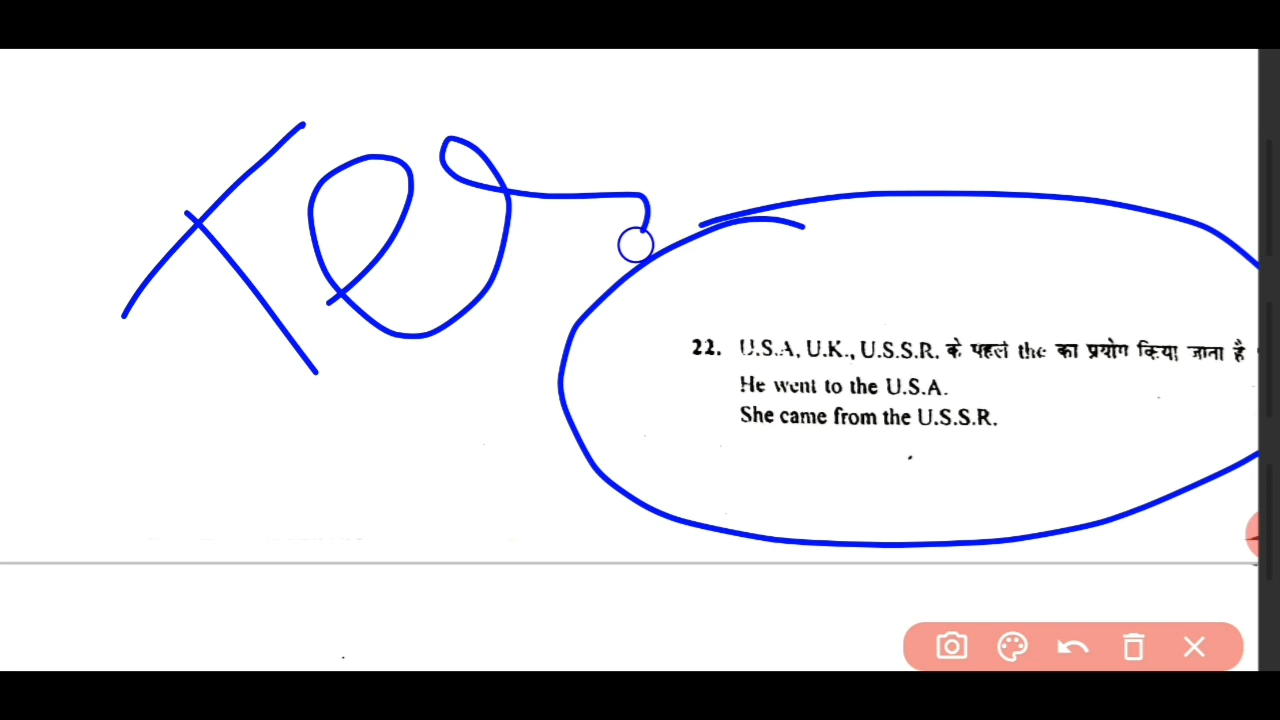 22. U.S.A, U.K., U.S.S.R. के पहले the का प्रयोग किया जाता है
He went to the U.S.A.
She came from the U.S.S.R.